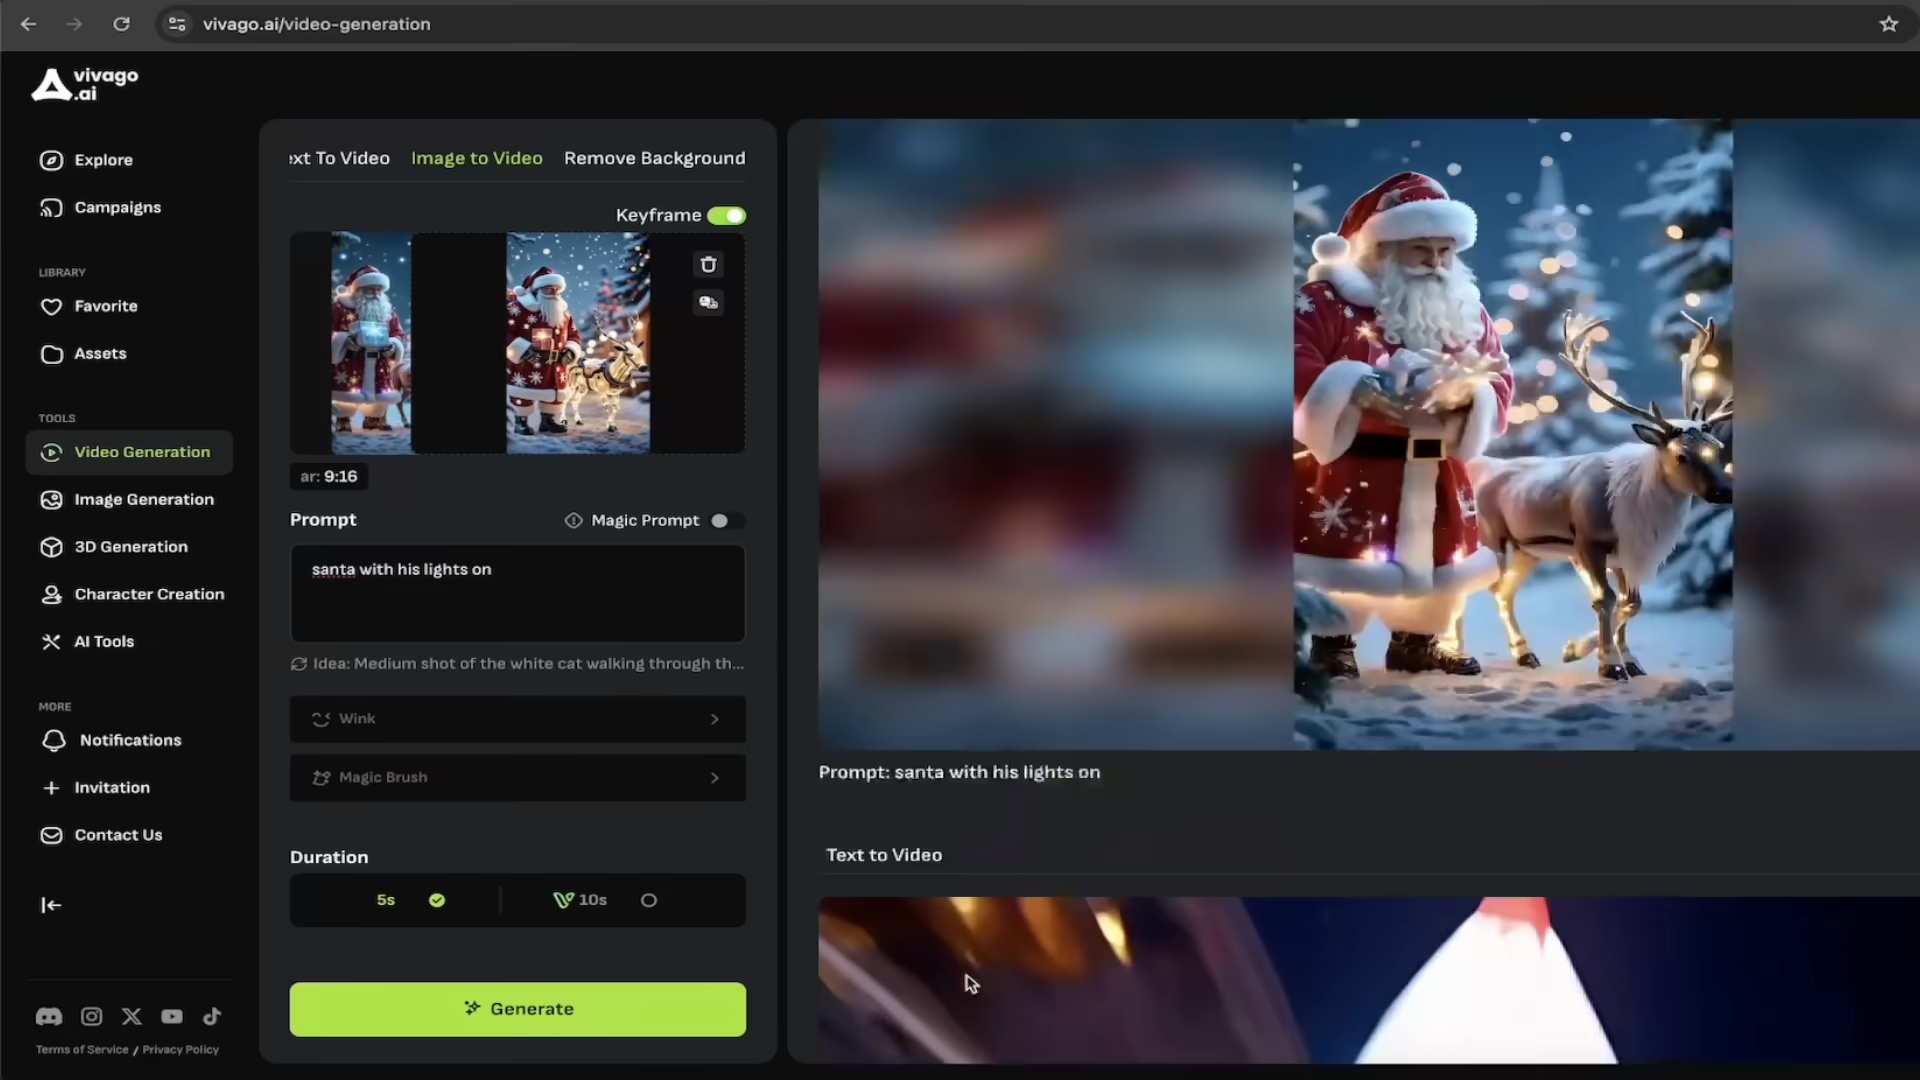 vivago.ai/video-generation
vivago
.ai
Explore
Campaigns
LIBRARY
Favorite
Assets
TOOLS
Video Generation
Image Generation
3D Generation
Character Creation
AI Tools
MORE
Notifications
Invitation
Contact Us
Terms of Service / Privacy Policy
ext To Video Image to Video Remove Background
Keyframe
ar: 9:16
Prompt Magic Prompt
santa with his lights on
Idea: Medium shot of the white cat walking through th...
Wink
Magic Brush
Duration
5s 10s
Generate
Prompt: santa with his lights on
Text to Video